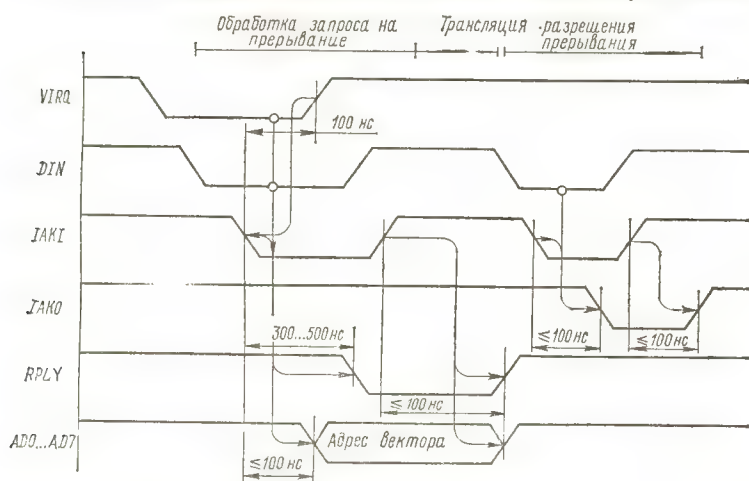 Обработка запроса на
прерывание
Трансляция разрешения
прерывания
VIRQ
100 нс
DIN
IAKI
IAKO
≤100 нс
≤100 нс
300...500 нс
RPLY
≤100 нс
AD0...AD7
Адрес вектора
≤100 нс